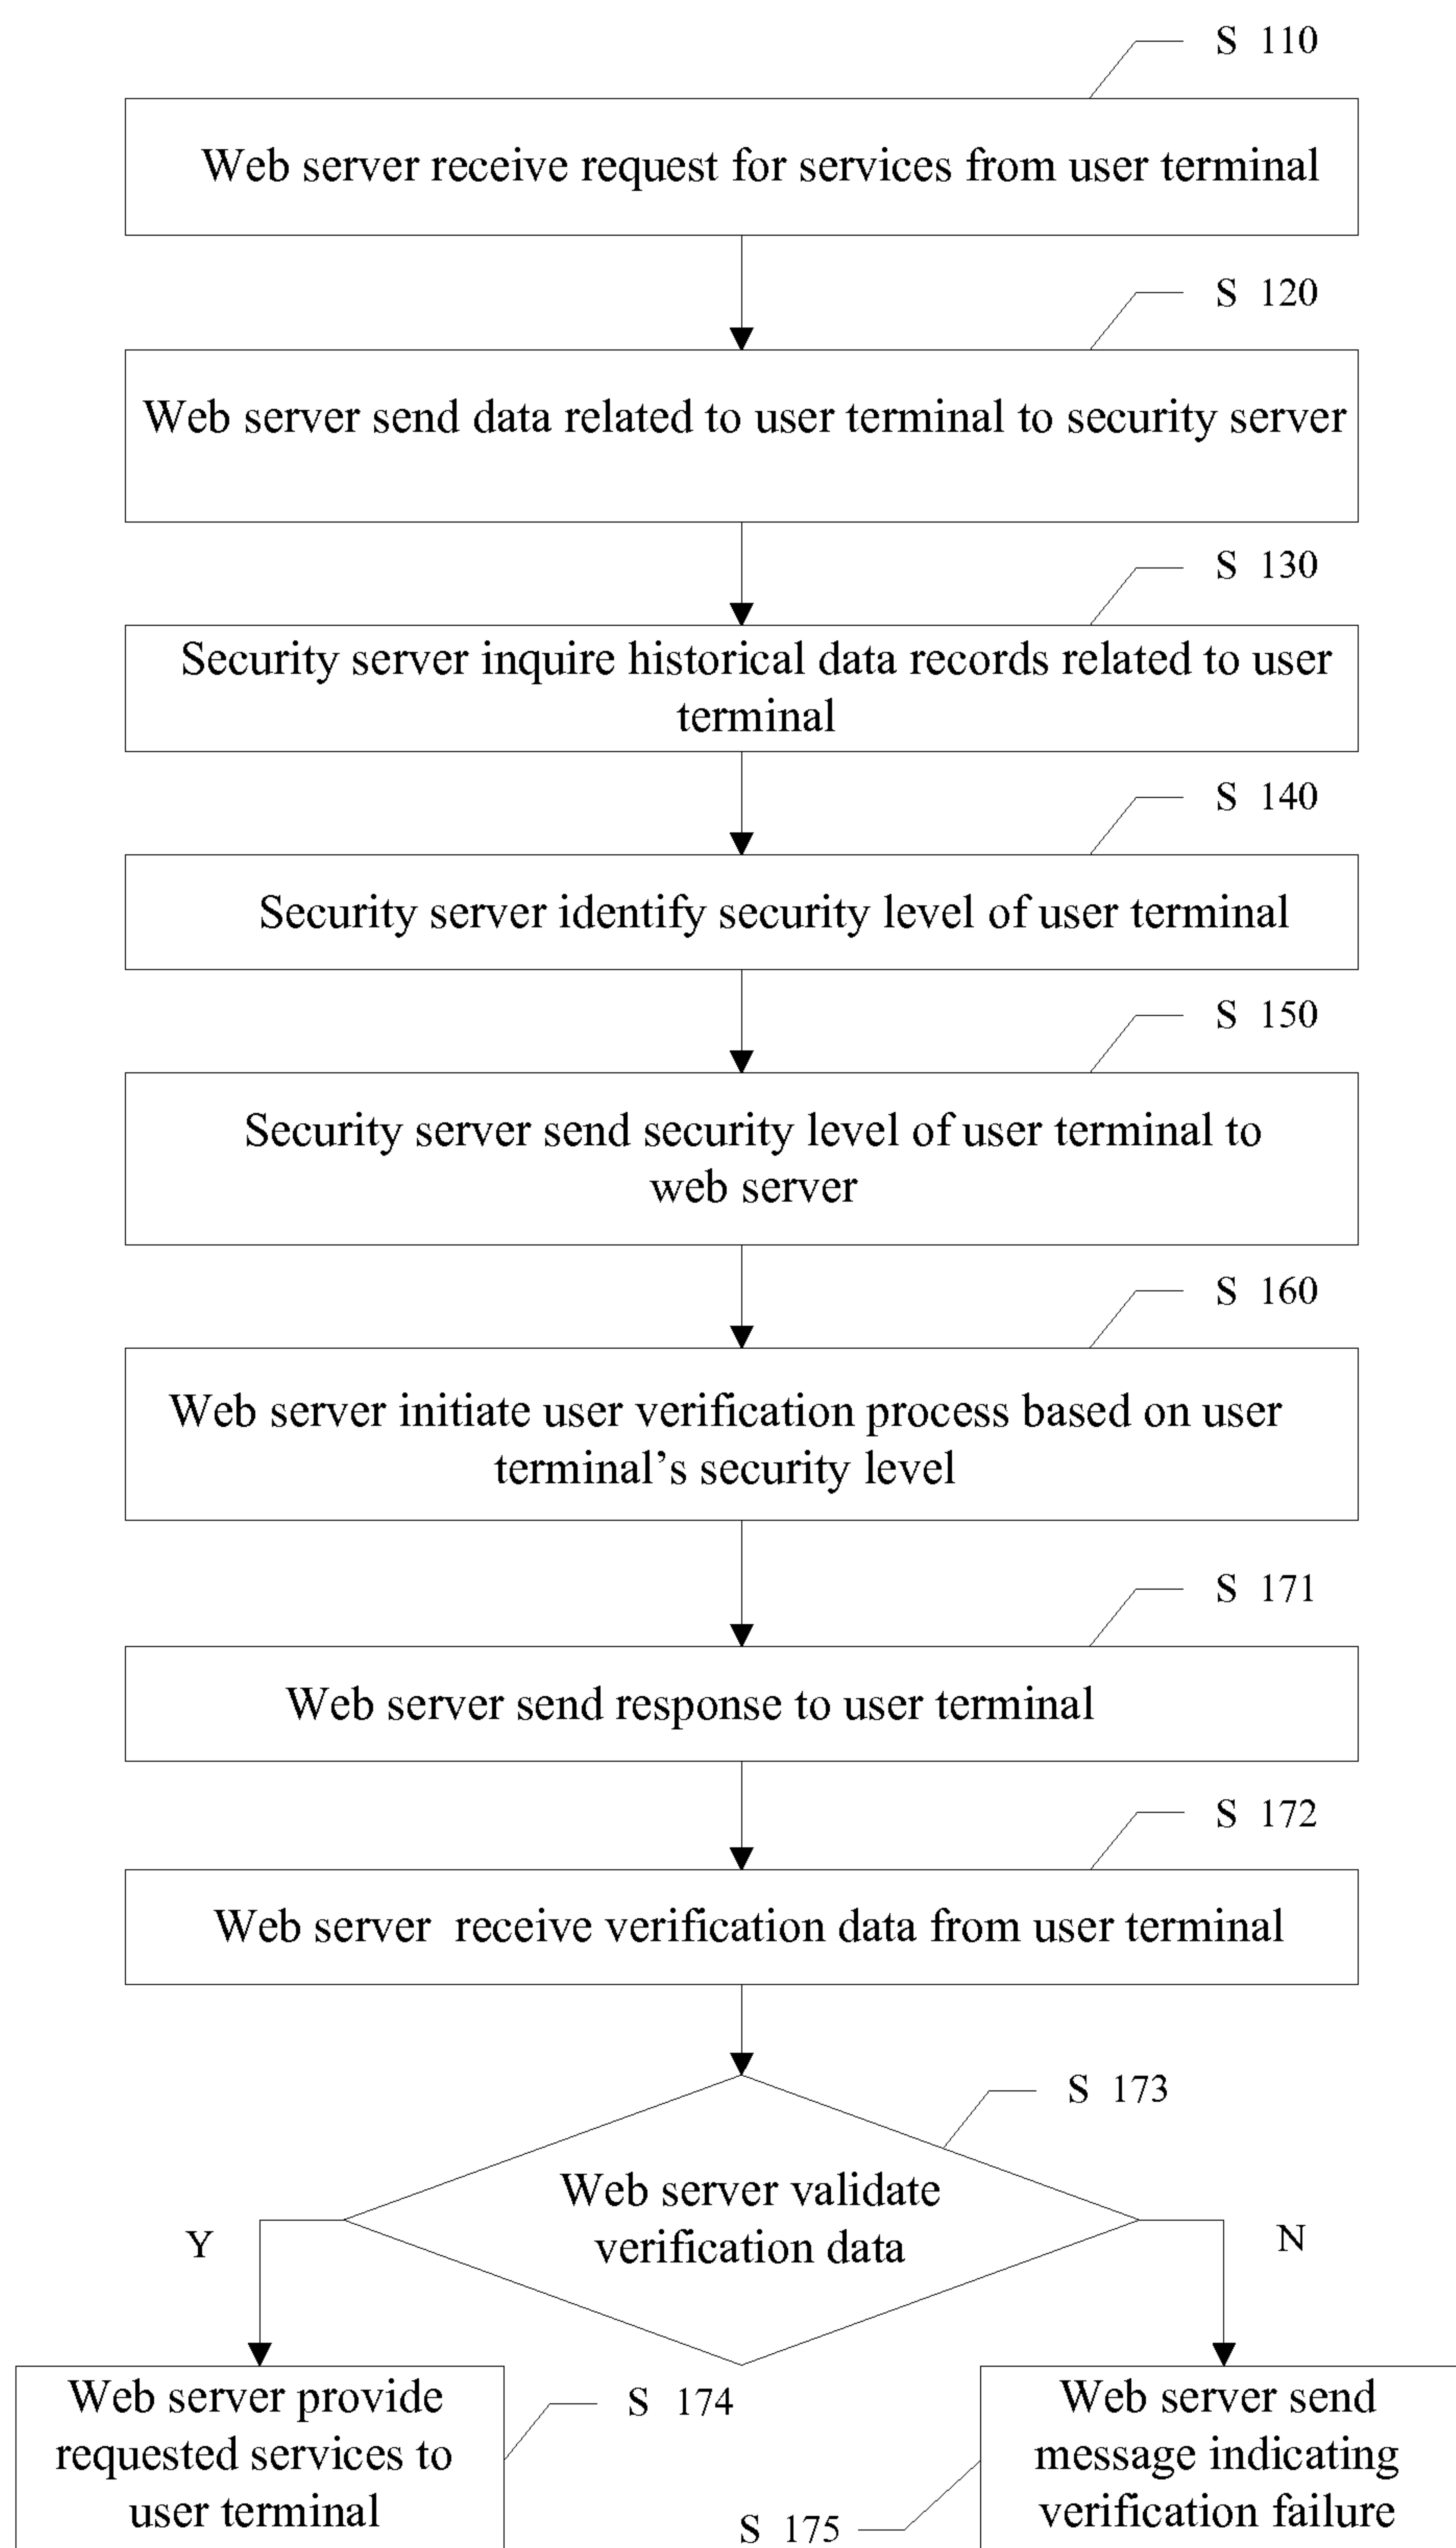 S 110
Web server receive request for services from user terminal
S 120
Web server send data related to user terminal to security server
S 130
Security server inquire historical data records related to user
terminal
S 140
Security server identify security level of user terminal
S 150
Security server send security level of user terminal to
web server
S 160
Web server initiate user verification process based on user
terminal’s security level
S 171
Web server send response to user terminal
S 172
Web server receive verification data from user terminal
S 173
Web server validate
verification data
Y
N
Web server provide
requested services to
user terminal
S 174
Web server send
message indicating
verification failure
S 175